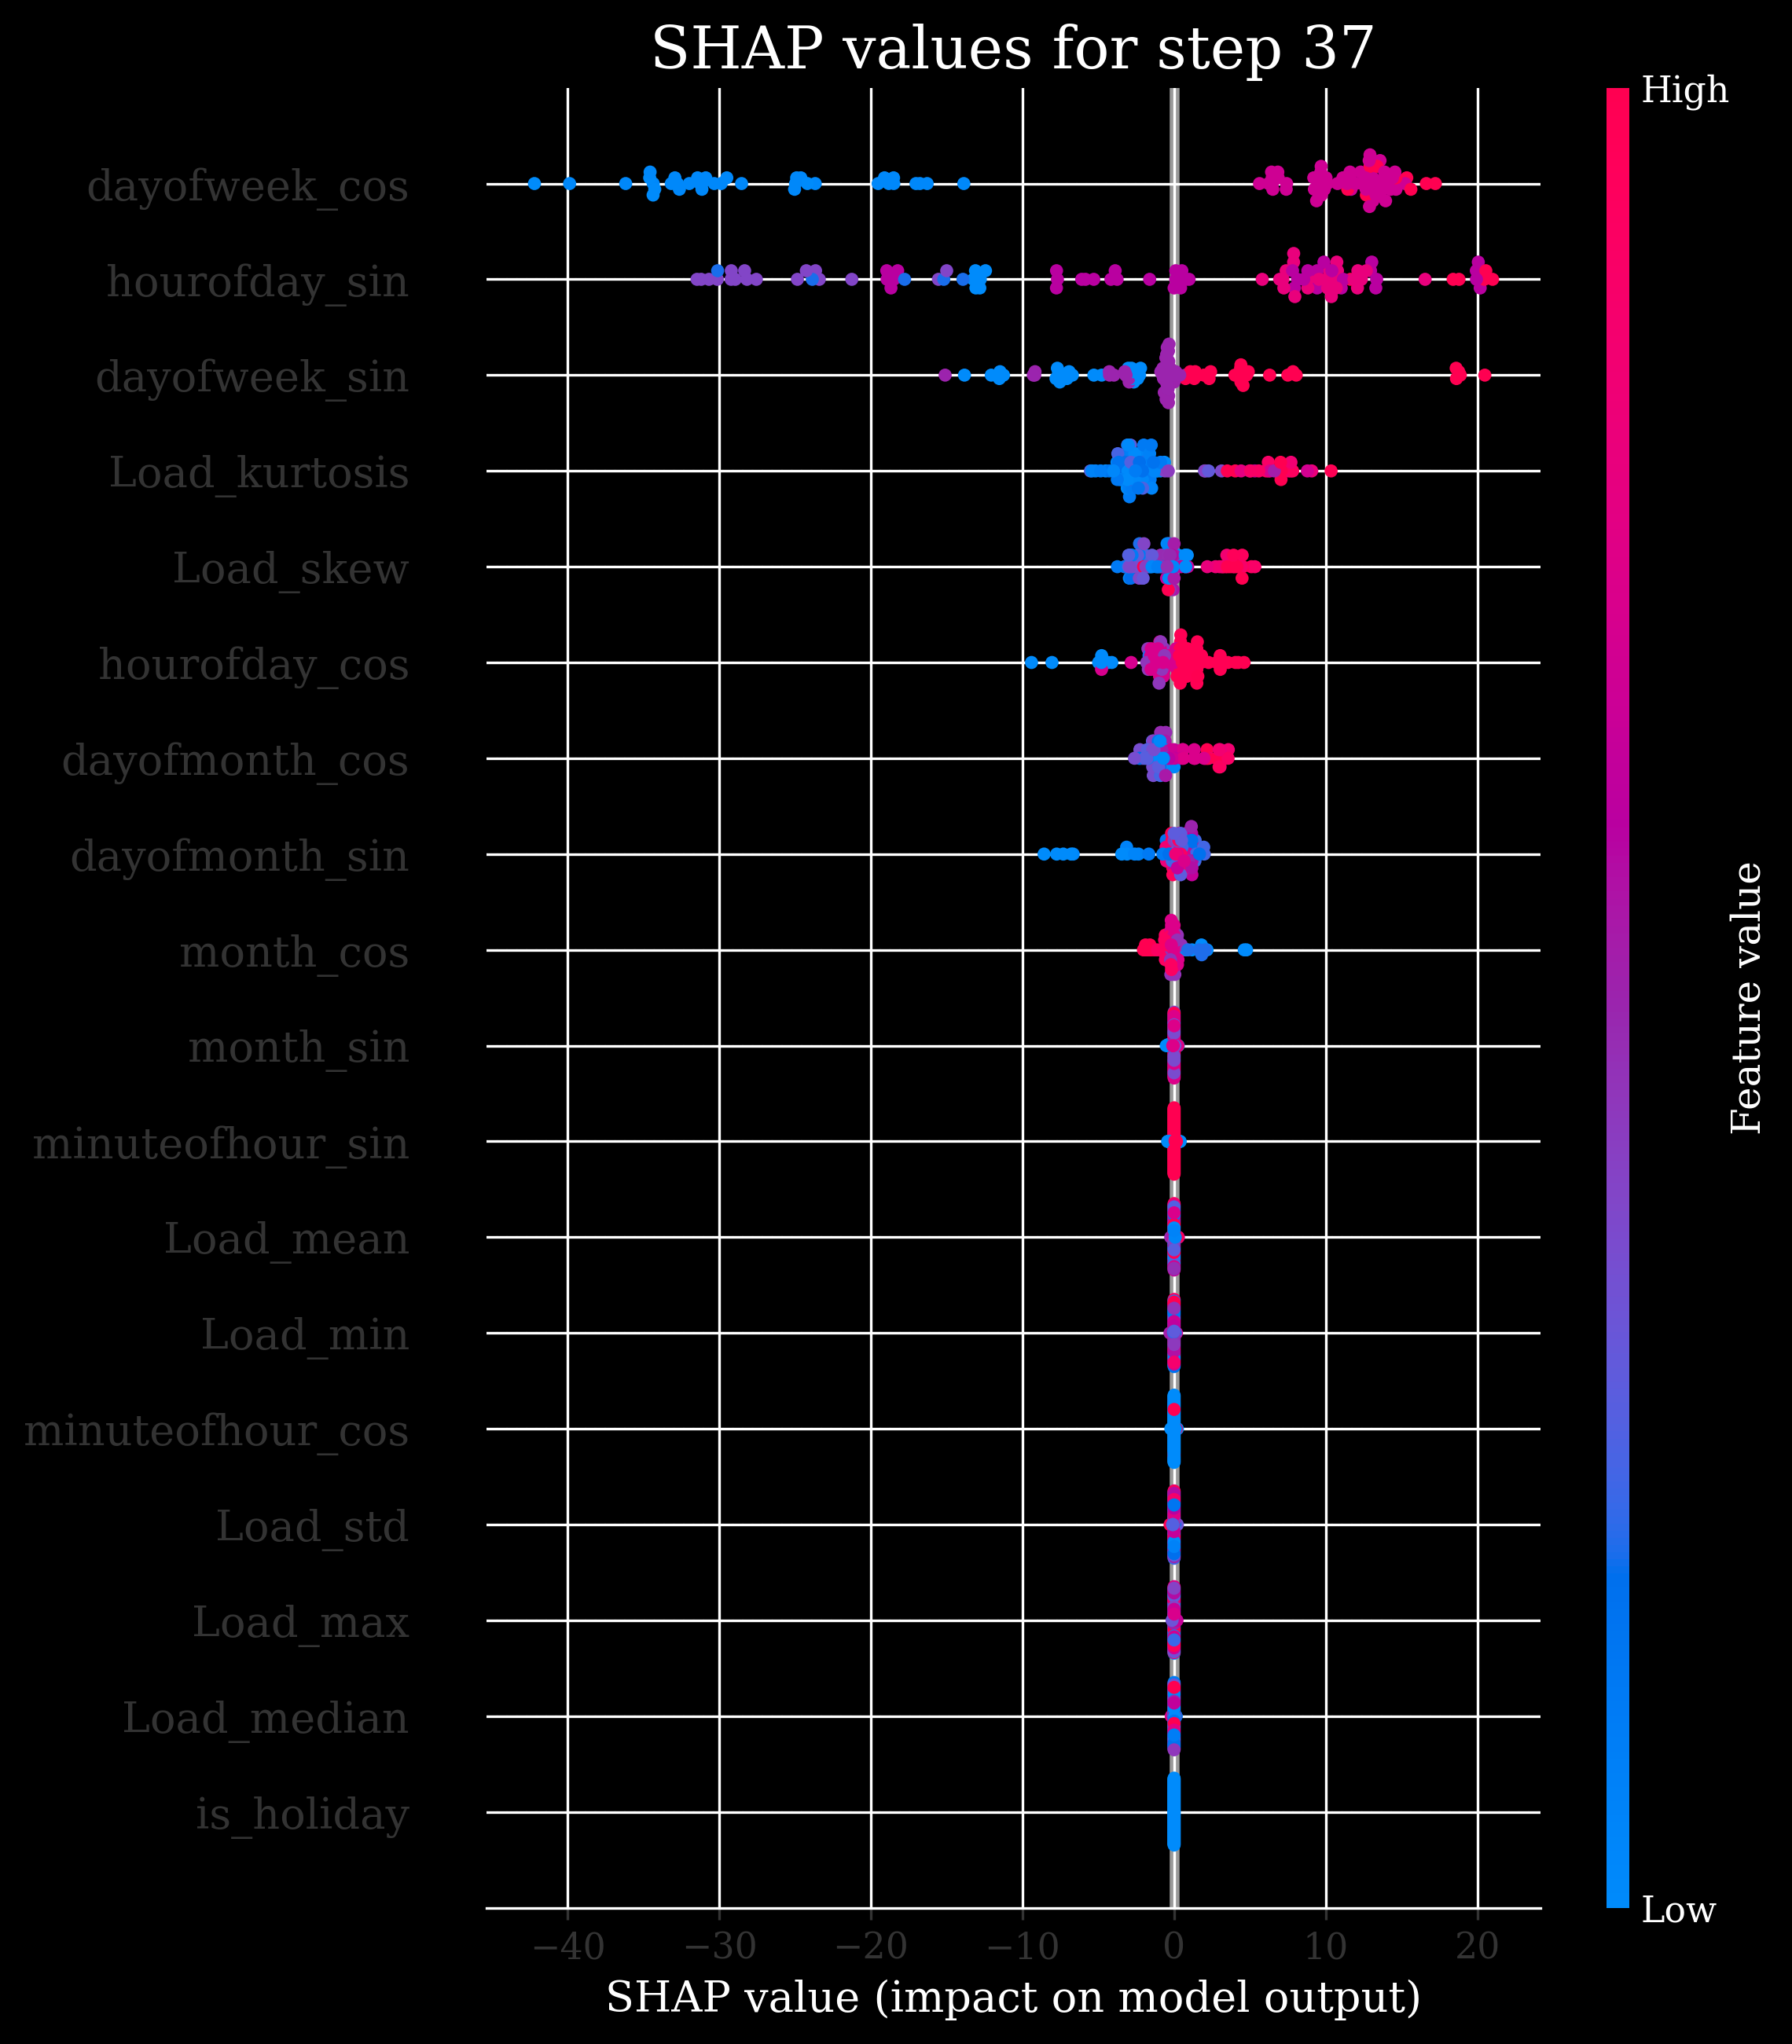 SHAP values for step 37
High
dayofweek_cos
hourofday_sin
dayofweek_sin
Load_kurtosis
Load_skew
hourofday_cos
dayofmonth_cos
dayofmonth_sin
month_cos
month_sin
minuteofhour_sin
Load_mean
Load_min
minuteofhour_cos
Load_std
Load_max
Load_median
is_holiday
Feature value
Low
−40 −30 −20 −10 0 10 20
SHAP value (impact on model output)